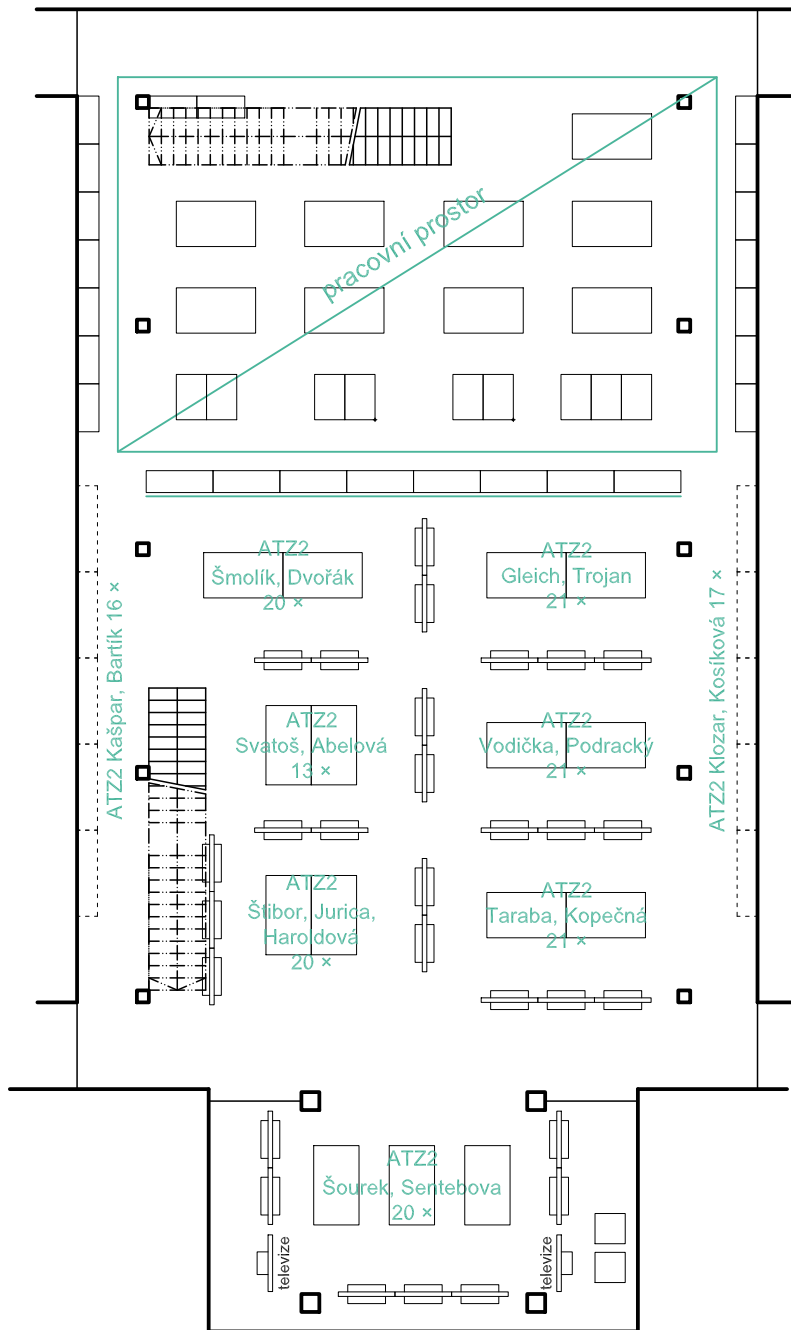 pracovní prostor
ATZ2
Šmolík, Dvořák
20 ×
ATZ2
Gleich, Trojan
21 ×
ATZ2 Kašpar, Bartík 16 ×
ATZ2 Klozar, Kosíková 17 ×
ATZ2
Svatoš, Abelová
13 ×
ATZ2
Vodička, Podracký
21 ×
ATZ2
Štibor, Jurica,
Haroldová
20 ×
ATZ2
Taraba, Kopečná
21 ×
ATZ2
Šourek, Sentebova
20 ×
televize
televize